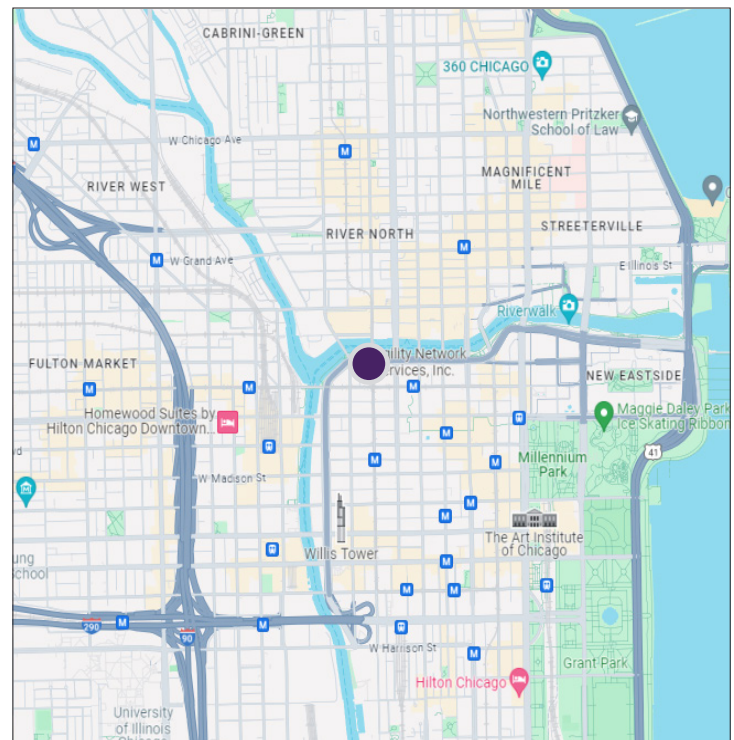 CABRINI-GREEN
360 CHICAGO
Northwestern Pritzker
School of Law
W Chicago Ave
M
M
MAGNIFICENT
MILE
RIVER WEST
STREETERVILLE
RIVER NORTH
M
M
W Grand Ave
E Illinois St
Riverwalk
ility Network
rvices, Inc.
FULTON MARKET
NEW EASTSIDE
M
M
M
Homewood Suites by
Hilton Chicago Downtown...
Maggie Daley Park
Ice Skating Ribbon
M
41
Millennium
Park
M
M
W Madison St
M
M
Willis Tower
The Art Institute
of Chicago
ung
School
M
M
M
290
M
M
90
W Harrison St
M
Grant Park
Hilton Chicago
University
of Illinois